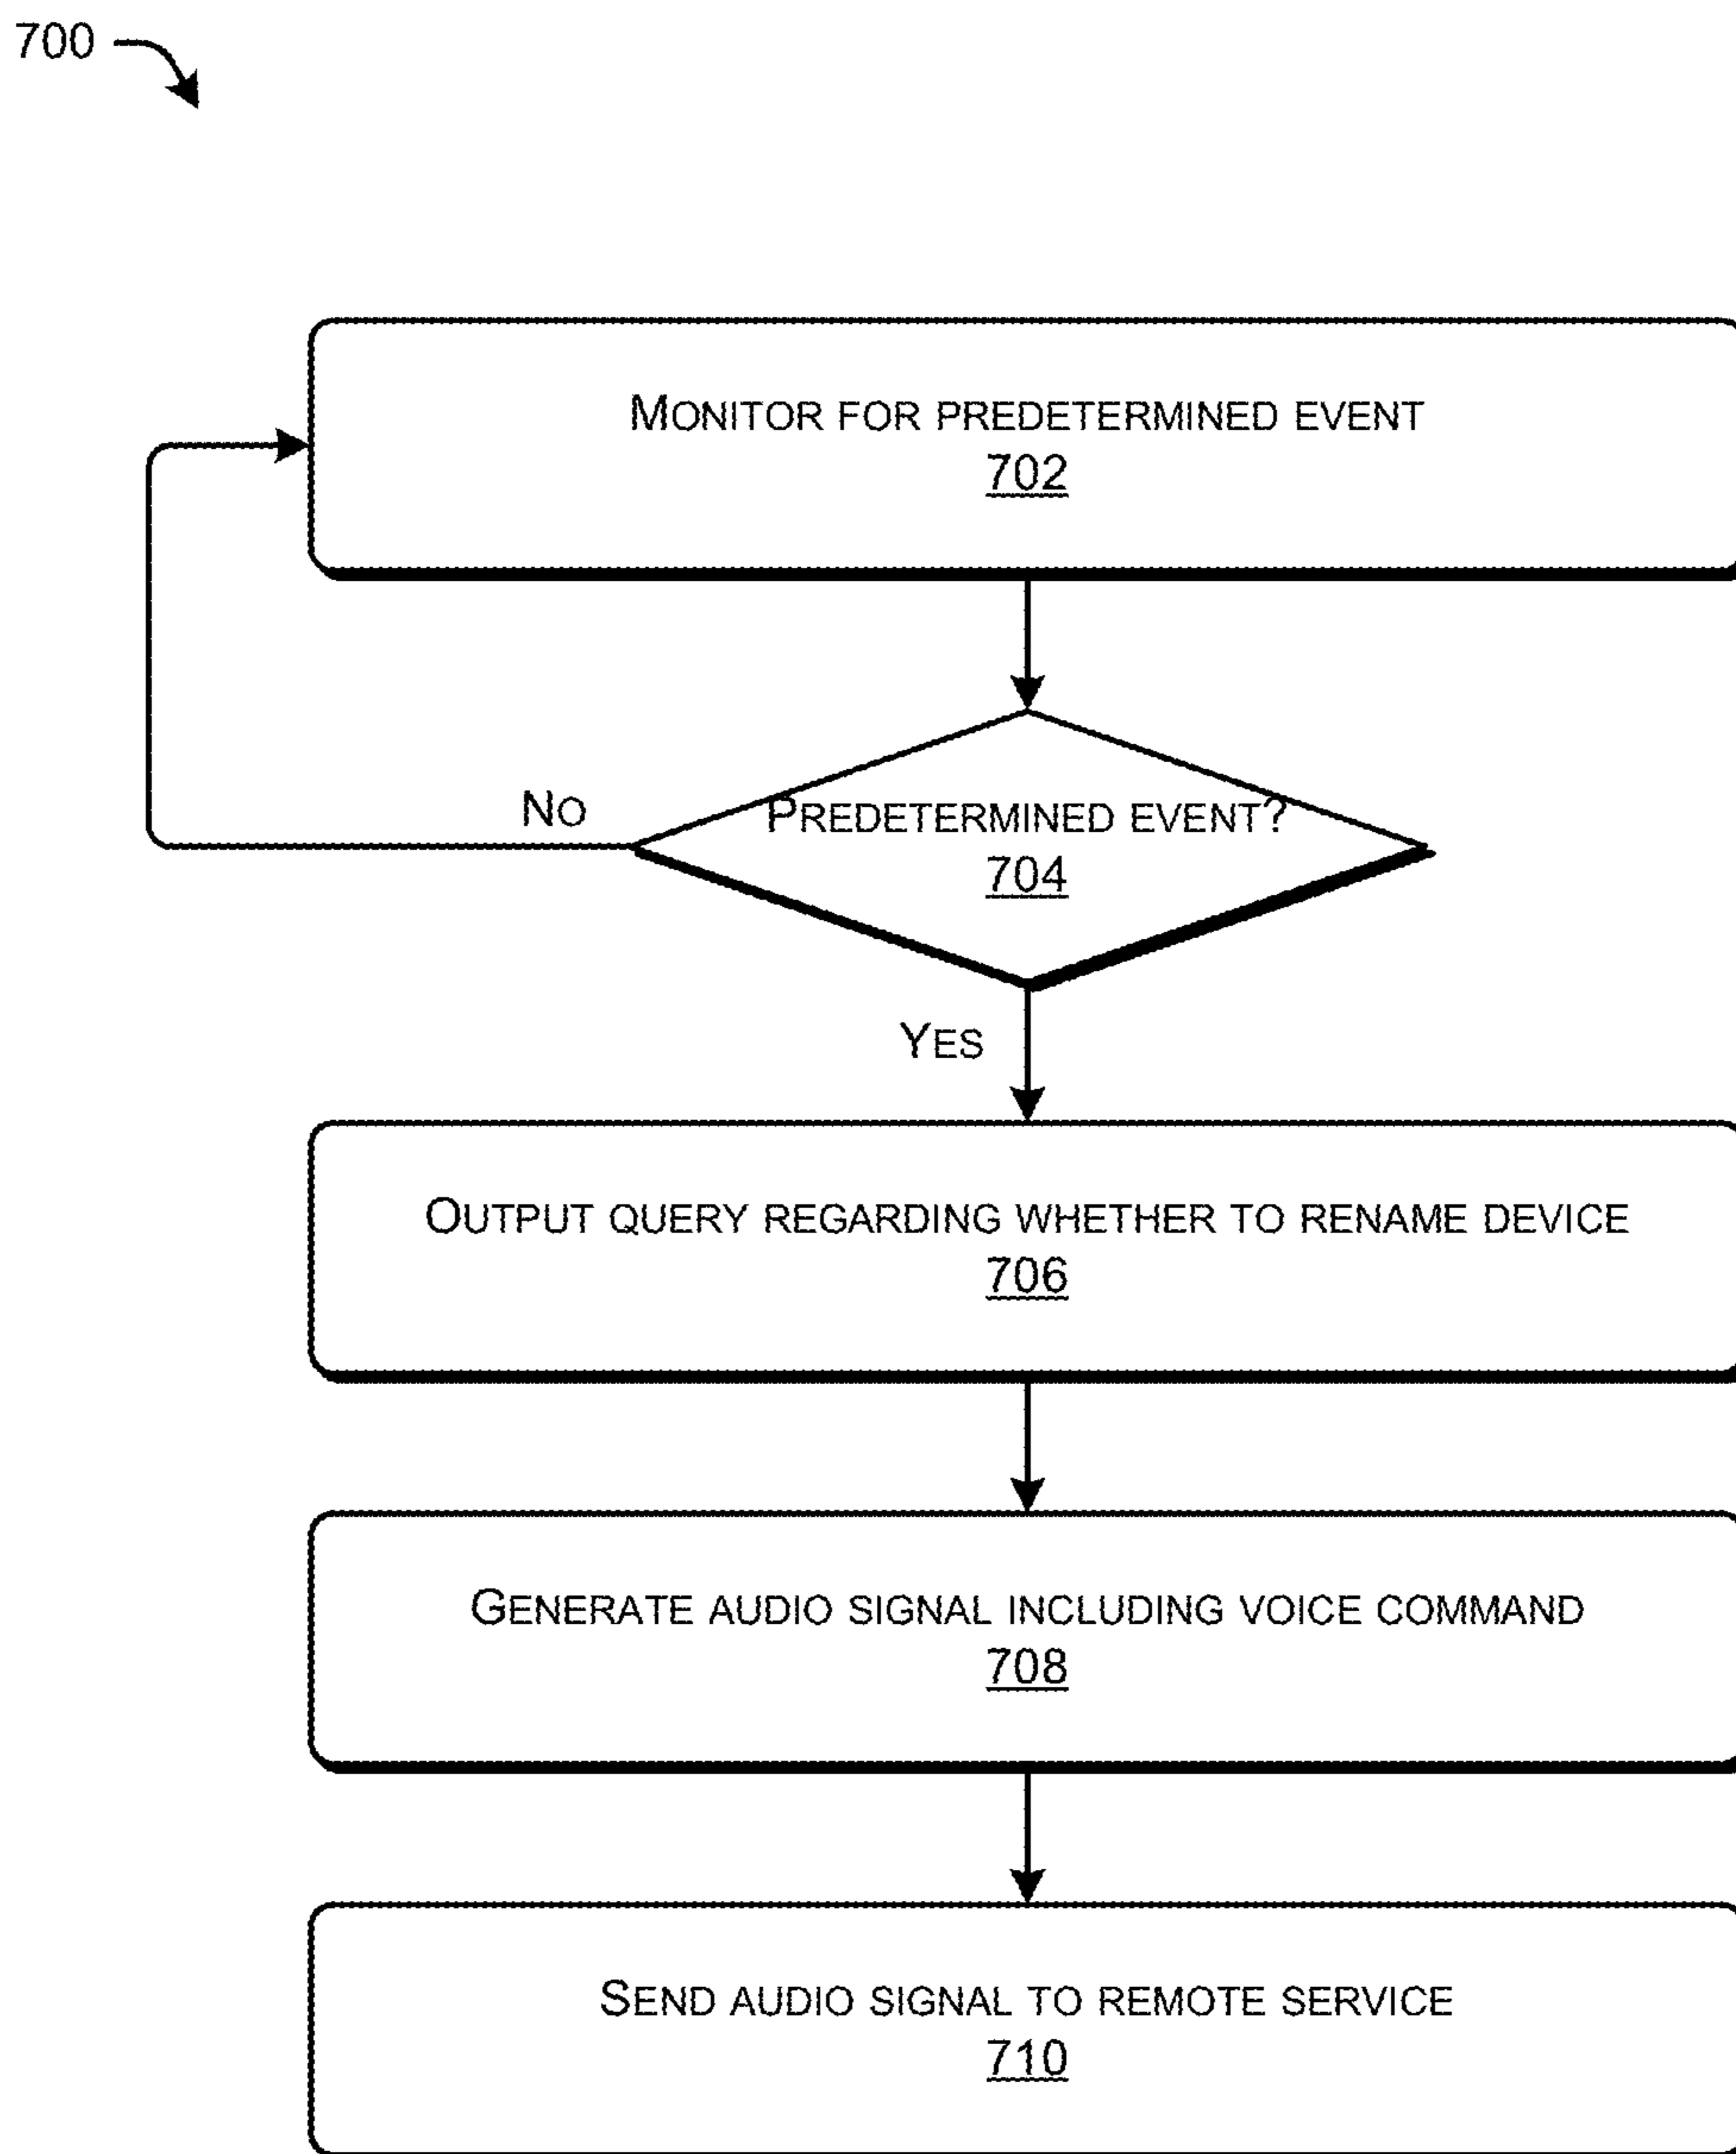 700
MONITOR FOR PREDETERMINED EVENT
702
NO
PREDETERMINED EVENT?
704
YES
OUTPUT QUERY REGARDING WHETHER TO RENAME DEVICE
706
GENERATE AUDIO SIGNAL INCLUDING VOICE COMMAND
708
SEND AUDIO SIGNAL TO REMOTE SERVICE
710